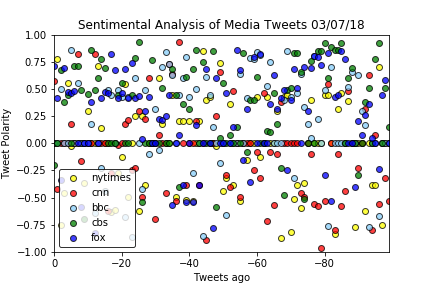 Sentimental Analysis of Media Tweets 03/07/18
Tweet Polarity
1.00
0.75
0.50
0.25
0.00
−0.25
−0.50
−0.75
−1.00
nytimes
cnn
bbc
cbs
fox
0
−20
−40
−60
−80
Tweets ago